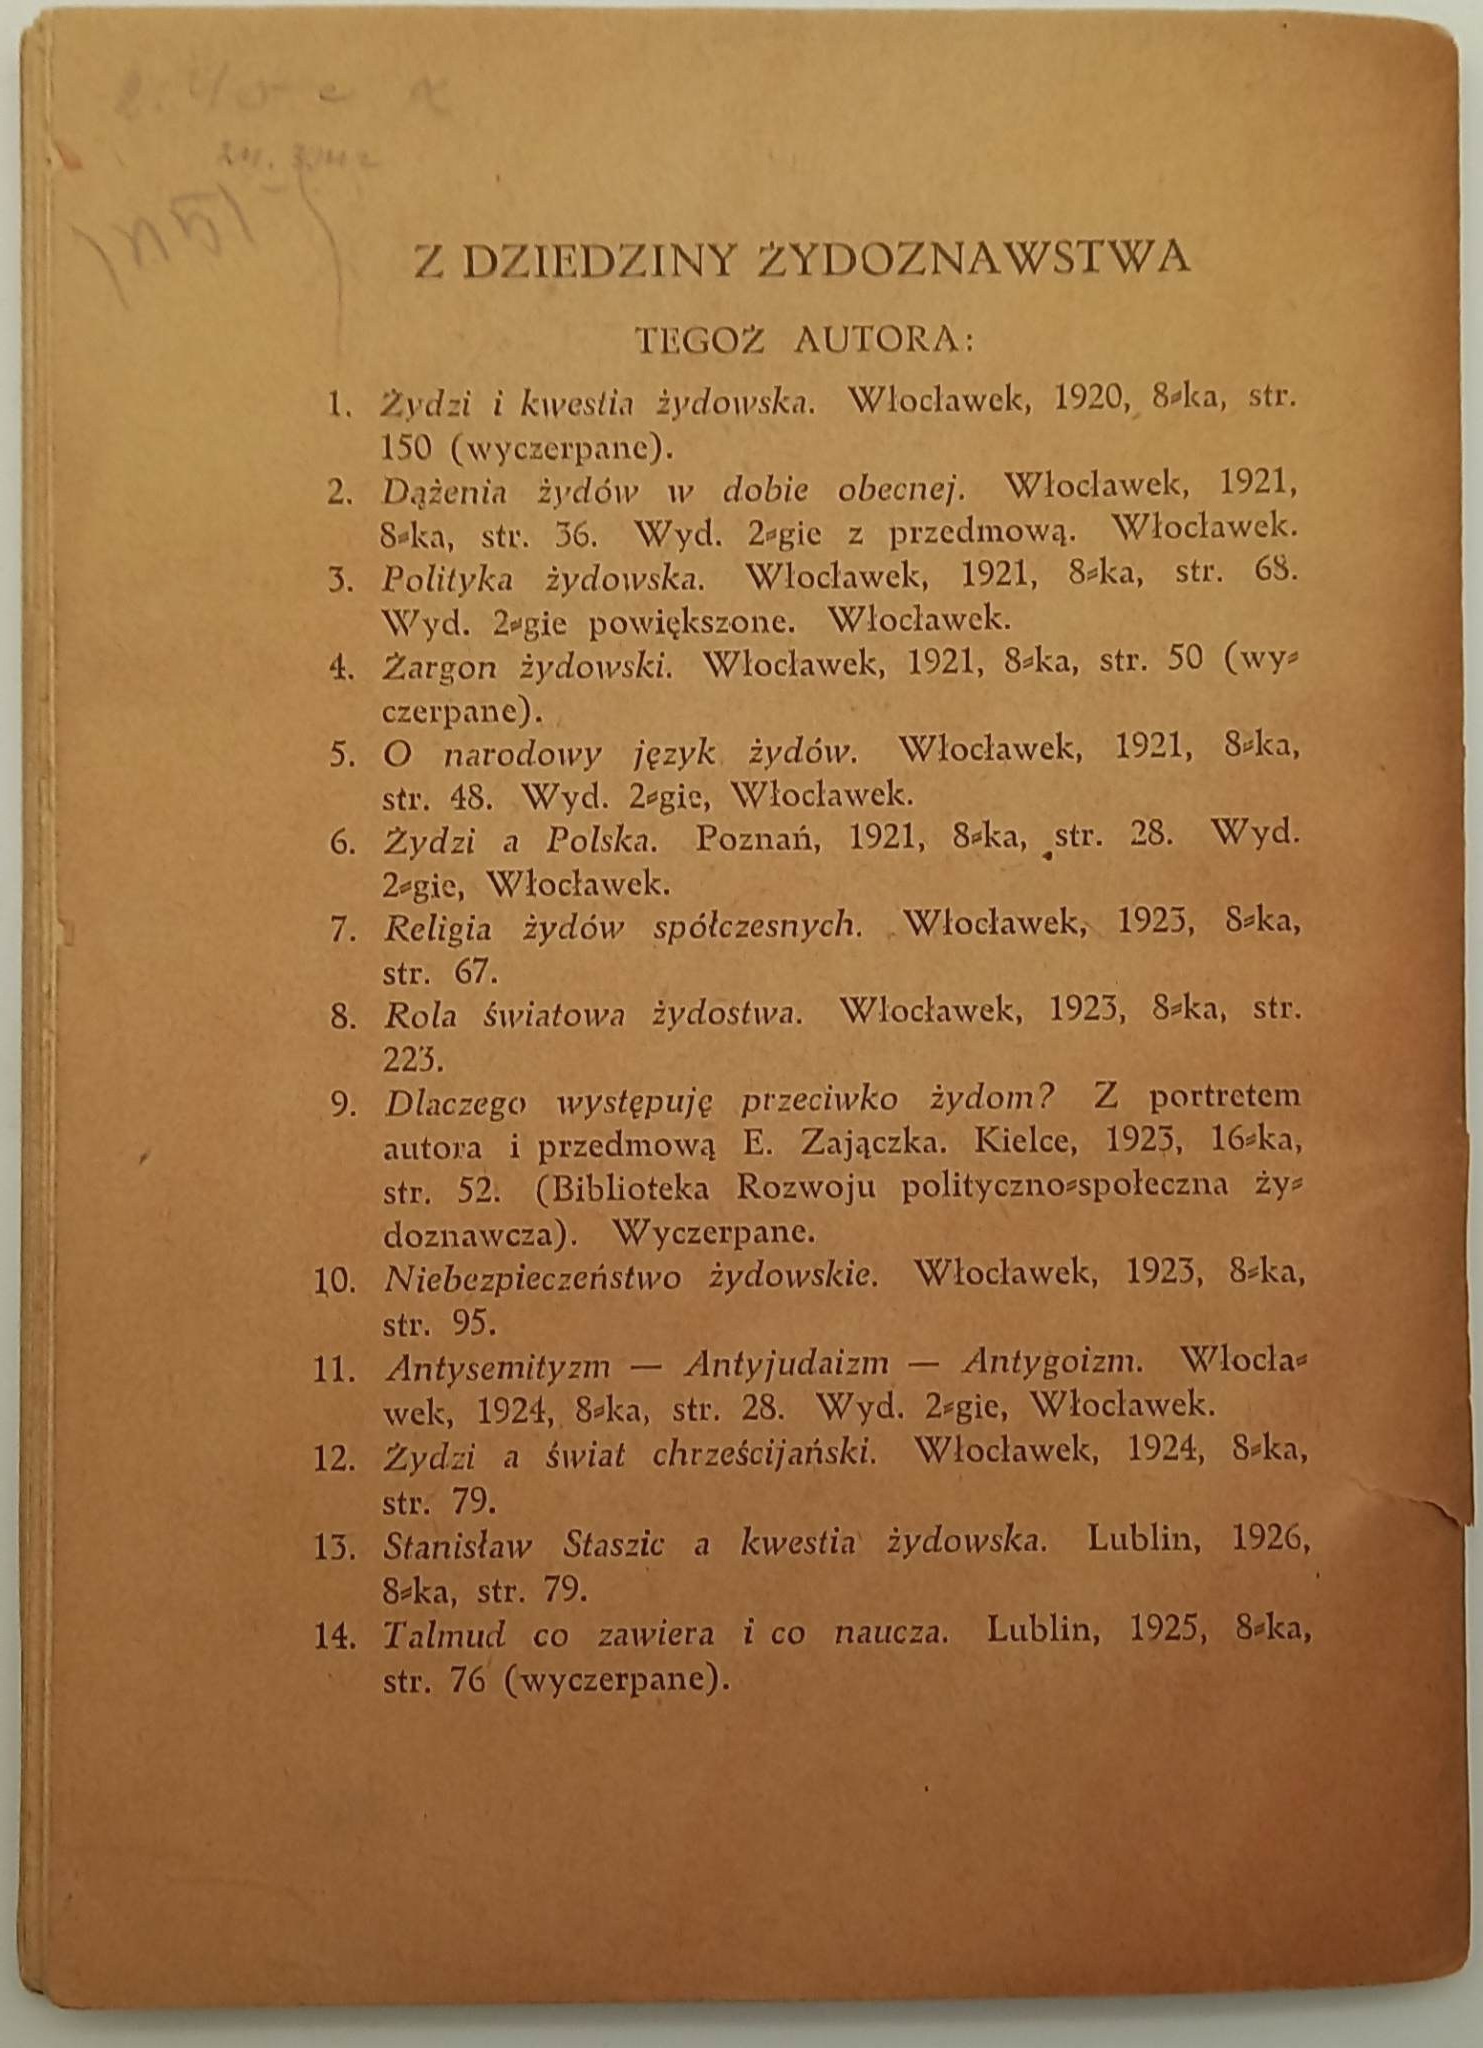 Z DZIEDZINY ŻYDOZNAWSTWA
TEGOŻ AUTORA:
1. Żydzi i kwestia żydowska. Włocławek, 1920, 8-ka, str.
150 (wyczerpane).
2. Dążenia żydów w dobie obecnej. Włocławek, 1921,
8-ka, str. 36. Wyd. 2-gie z przedmową. Włocławek.
3. Polityka żydowska. Włocławek, 1921, 8-ka, str. 68.
Wyd. 2-gie powiększone. Włocławek.
4. Żargon żydowski. Włocławek, 1921, 8-ka, str. 50 (wy-
czerpane).
5. O narodowy język żydów. Włocławek, 1921, 8-ka,
str. 48. Wyd. 2-gie, Włocławek.
6. Żydzi a Polska. Poznań, 1921, 8-ka, str. 28. Wyd.
2-gie, Włocławek.
7. Religia żydów spółczesnych. Włocławek, 1923, 8-ka,
str. 67.
8. Rola światowa żydostwa. Włocławek, 1923, 8-ka, str.
223.
9. Dlaczego występuję przeciwko żydom? Z portretem
autora i przedmową E. Zajączka. Kielce, 1923, 16-ka,
str. 52. (Biblioteka Rozwoju polityczno-społeczna ży-
doznawcza). Wyczerpane.
10. Niebezpieczeństwo żydowskie. Włocławek, 1923, 8-ka,
str. 95.
11. Antysemityzm — Antyjudaizm — Antygoizm. Włocła-
wek, 1924, 8-ka, str. 28. Wyd. 2-gie, Włocławek.
12. Żydzi a świat chrześcijański. Włocławek, 1924, 8-ka,
str. 79.
13. Stanisław Staszic a kwestia żydowska. Lublin, 1926,
8-ka, str. 79.
14. Talmud co zawiera i co naucza. Lublin, 1925, 8-ka,
str. 76 (wyczerpane).